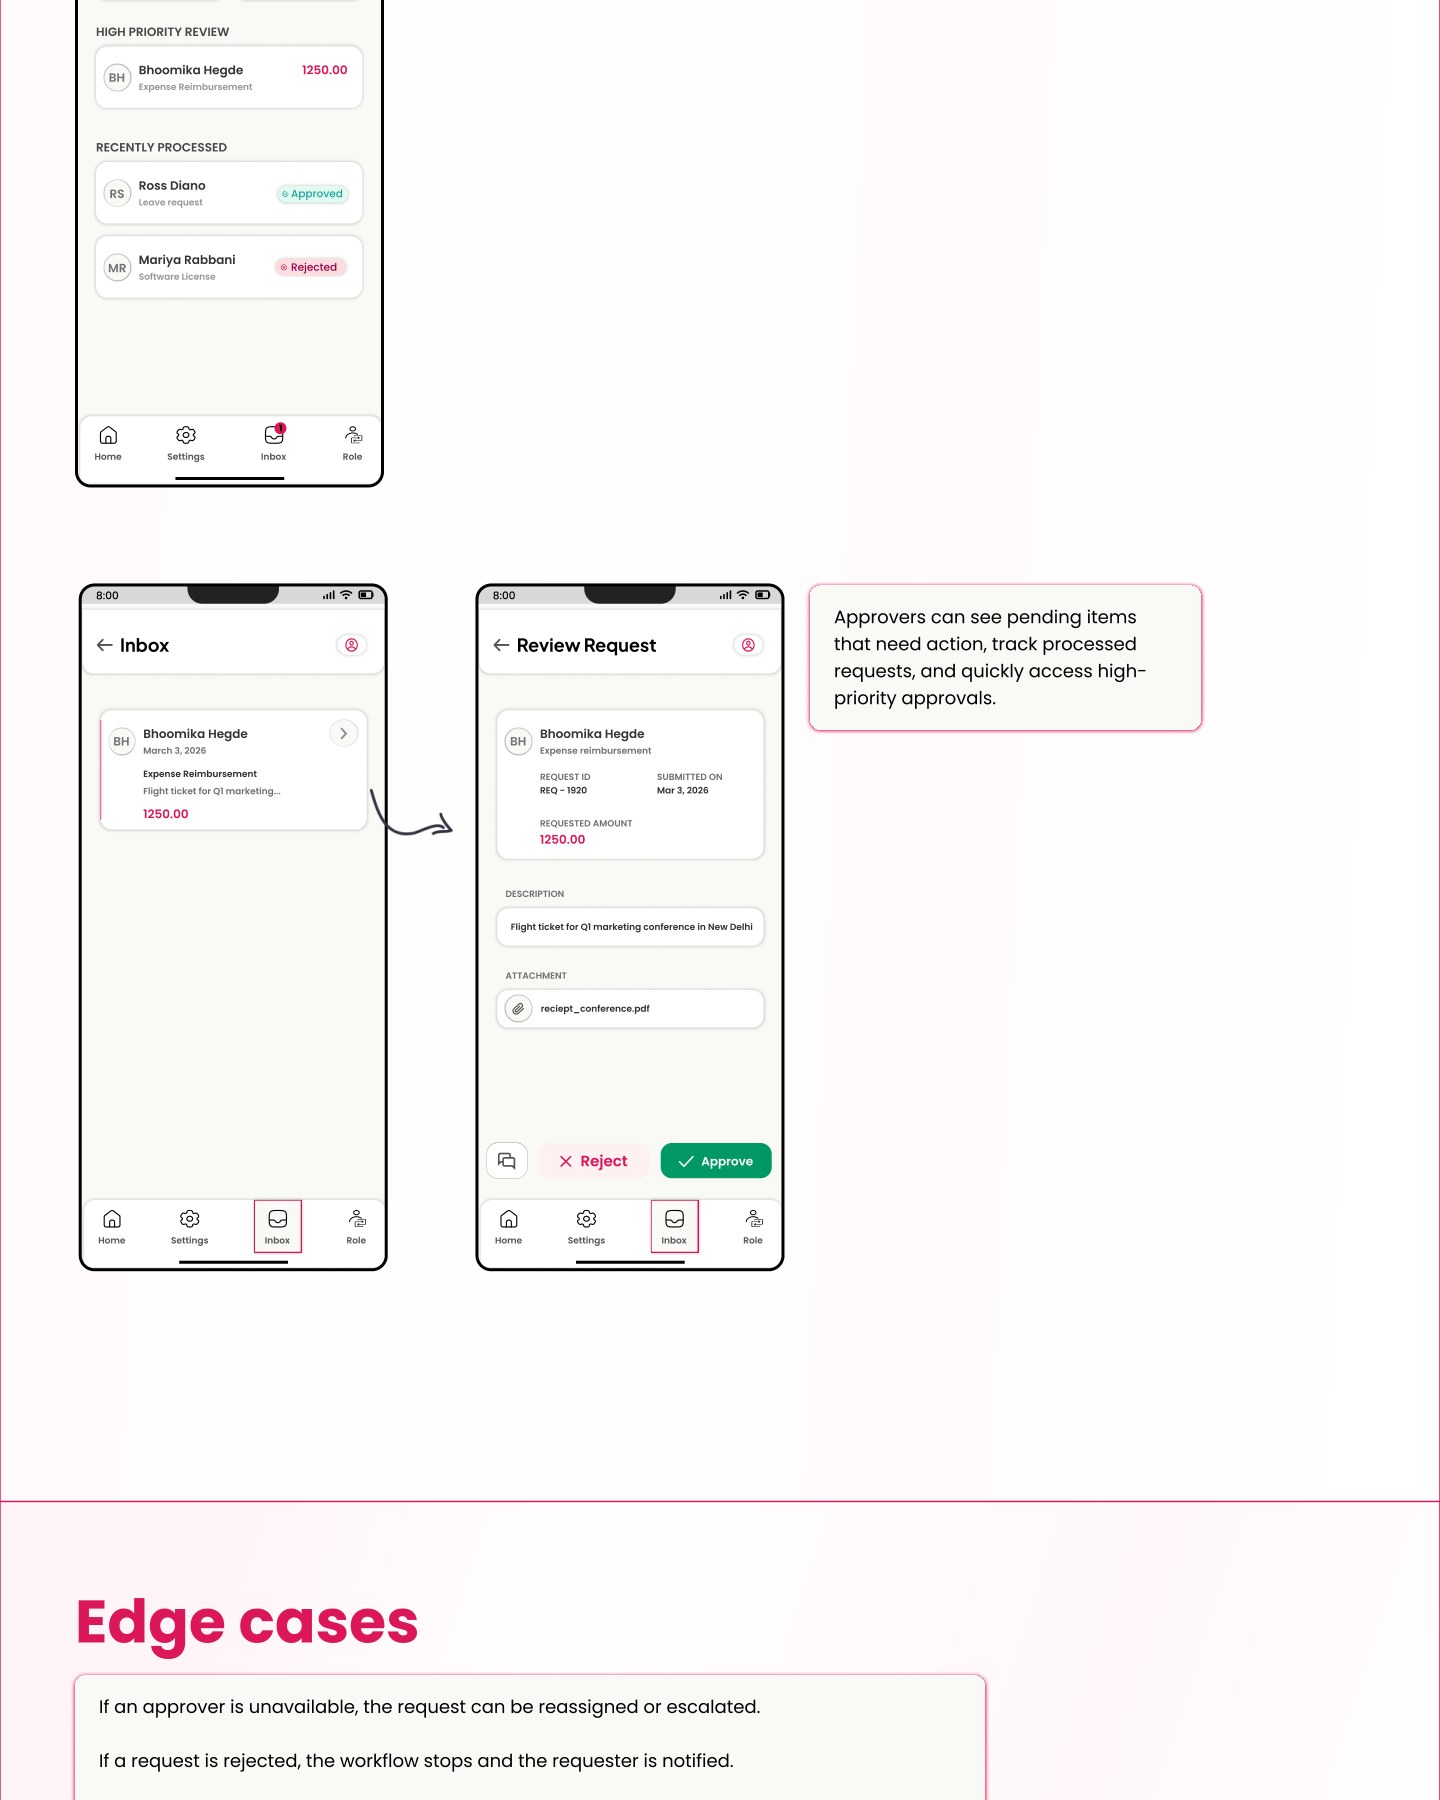 HIGH PRIORITY REVIEW
BH
Bhoomika Hegde
1250.00
Expense Reimbursement
RECENTLY PROCESSED
RS
Ross Diano
Approved
Leave request
MR
Mariya Rabbani
Rejected
Software License
1
Home
Settings
Inbox
Role
8:00
Inbox
BH
Bhoomika Hegde
March 3, 2026
Expense Reimbursement
Flight ticket for Q1 marketing...
1250.00
Home
Settings
Inbox
Role
8:00
Review Request
BH
Bhoomika Hegde
Expense reimbursement
REQUEST ID
SUBMITTED ON
REQ - 1920
Mar 3, 2026
REQUESTED AMOUNT
1250.00
DESCRIPTION
Flight ticket for Q1 marketing conference in New Delhi
ATTACHMENT
reciept_conference.pdf
Reject
Approve
Home
Settings
Inbox
Role
Approvers can see pending items
that need action, track processed
requests, and quickly access high-
priority approvals.
Edge cases
If an approver is unavailable, the request can be reassigned or escalated.
If a request is rejected, the workflow stops and the requester is notified.